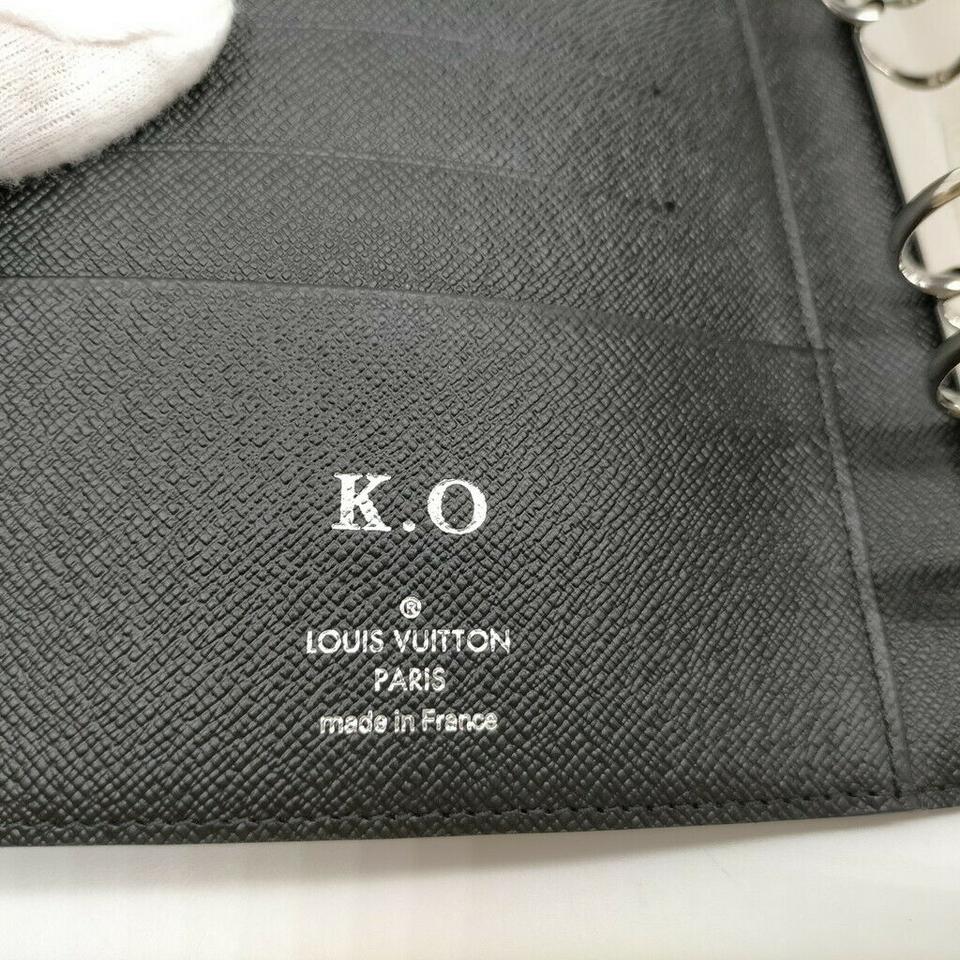 K.O
®
LOUIS VUITTON
PARIS
made in France